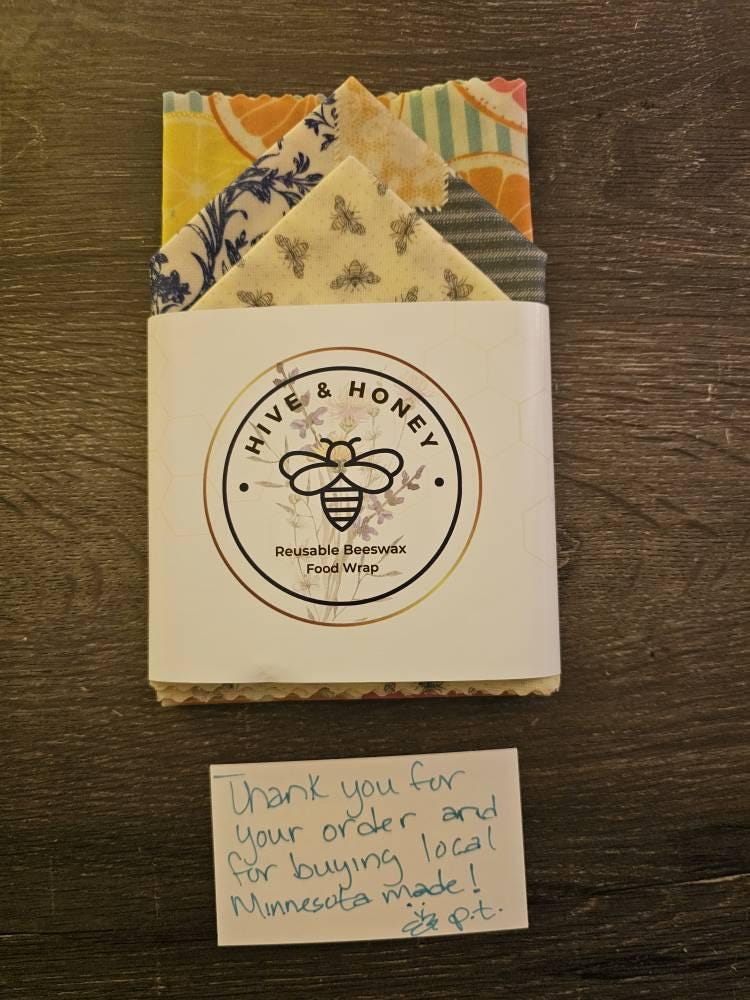 HIVE & HONEY
Reusable Beeswax
Food Wrap
Thank you for
your order and
for buying local
Minnesota made!
p.t.